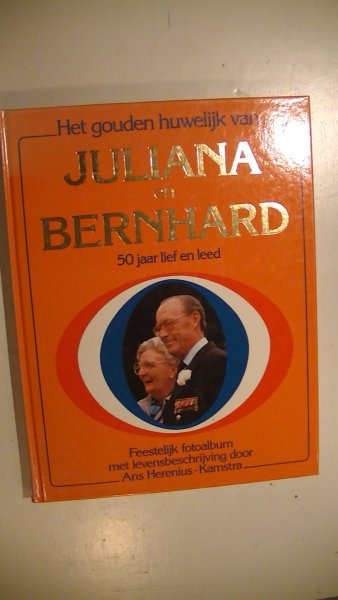 Het gouden huwelijk van
JULIANA
en
BERNHARD
50 jaar lief en leed
Feestelijk fotoalbum
met levensbeschrijving door
Ans Herenius-Kamstra